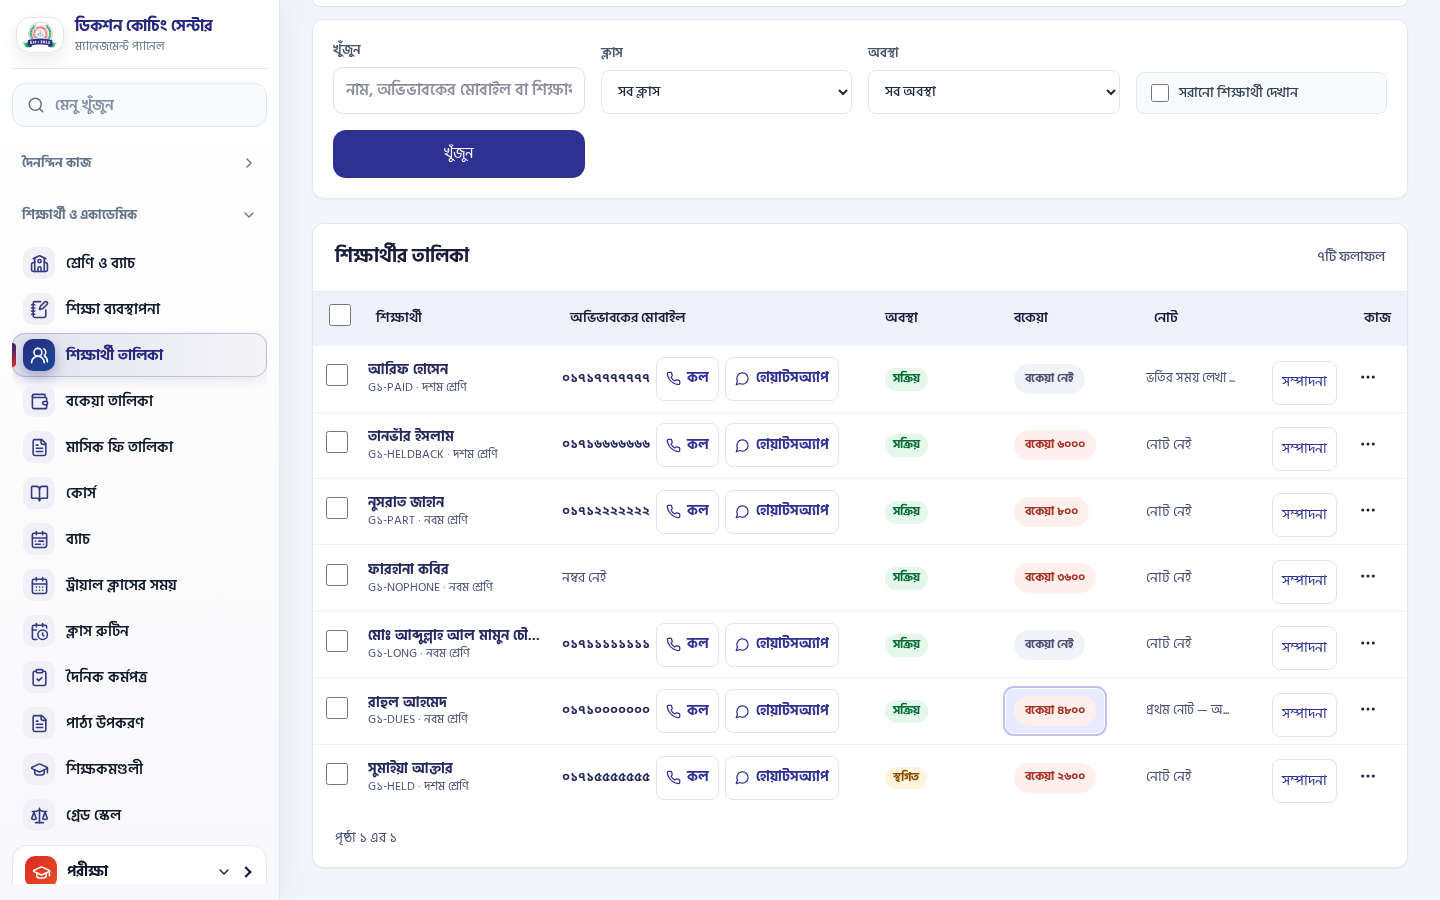 ডিকশন কোচিং সেন্টার
ম্যানেজমেন্ট প্যানেল
মেনু খুঁজুন
দৈনন্দিন কাজ
শিক্ষার্থী ও একাডেমিক
শ্রেণি ও ব্যাচ
শিক্ষা ব্যবস্থাপনা
শিক্ষার্থী তালিকা
বকেয়া তালিকা
মাসিক ফি তালিকা
কোর্স
ব্যাচ
ট্রায়াল ক্লাসের সময়
ক্লাস রুটিন
দৈনিক কর্মপত্র
পাঠ্য উপকরণ
শিক্ষকমণ্ডলী
গ্রেড স্কেল
পরীক্ষা
খুঁজুন
ক্লাস
অবস্থা
নাম, অভিভাবকের মোবাইল বা
সব ক্লাস
সব অবস্থা
সরানো শিক্ষার্থী দেখান
খুঁজুন
শিক্ষার্থীর তালিকা
৭টি ফলাফল
শিক্ষার্থী অভিভাবকের মোবাইল অবস্থা বকেয়া নোট কাজ
আরিফ হোসেন
G১-PAID · দশম শ্রেণি
০১৭১৭৭৭৭৭৭৭ কল হোয়াটসঅ্যাপ সক্রিয় বকেয়া নেই ভর্তির সময় লেখা ... সম্পাদনা
তানভীর ইসলাম
G১-HELDBACK · দশম শ্রেণি
০১৭১৬৬৬৬৬৬৬ কল হোয়াটসঅ্যাপ সক্রিয় বকেয়া ৬০০০ নোট নেই সম্পাদনা
নুসরাত জাহান
G১-PART · নবম শ্রেণি
০১৭১২২২২২২২ কল হোয়াটসঅ্যাপ সক্রিয় বকেয়া ৮০০ নোট নেই সম্পাদনা
ফারহানা কবির
G১-NOPHONE · নবম শ্রেণি
নম্বর নেই সক্রিয় বকেয়া ৩৬০০ নোট নেই সম্পাদনা
মোঃ আব্দুল্লাহ আল মামুন চৌ...
G১-LONG · নবম শ্রেণি
০১৭১১১১১১১১ কল হোয়াটসঅ্যাপ সক্রিয় বকেয়া নেই নোট নেই সম্পাদনা
রাহুল আহমেদ
G১-DUES · নবম শ্রেণি
০১৭১০০০০০০০ কল হোয়াটসঅ্যাপ সক্রিয় বকেয়া ৪৮০০ প্রথম নোট — অ... সম্পাদনা
সুমাইয়া আক্তার
G১-HELD · দশম শ্রেণি
০১৭১৫৫৫৫৫৫৫ কল হোয়াটসঅ্যাপ স্থগিত বকেয়া ২৬০০ নোট নেই সম্পাদনা
পৃষ্ঠা ১ এর ১